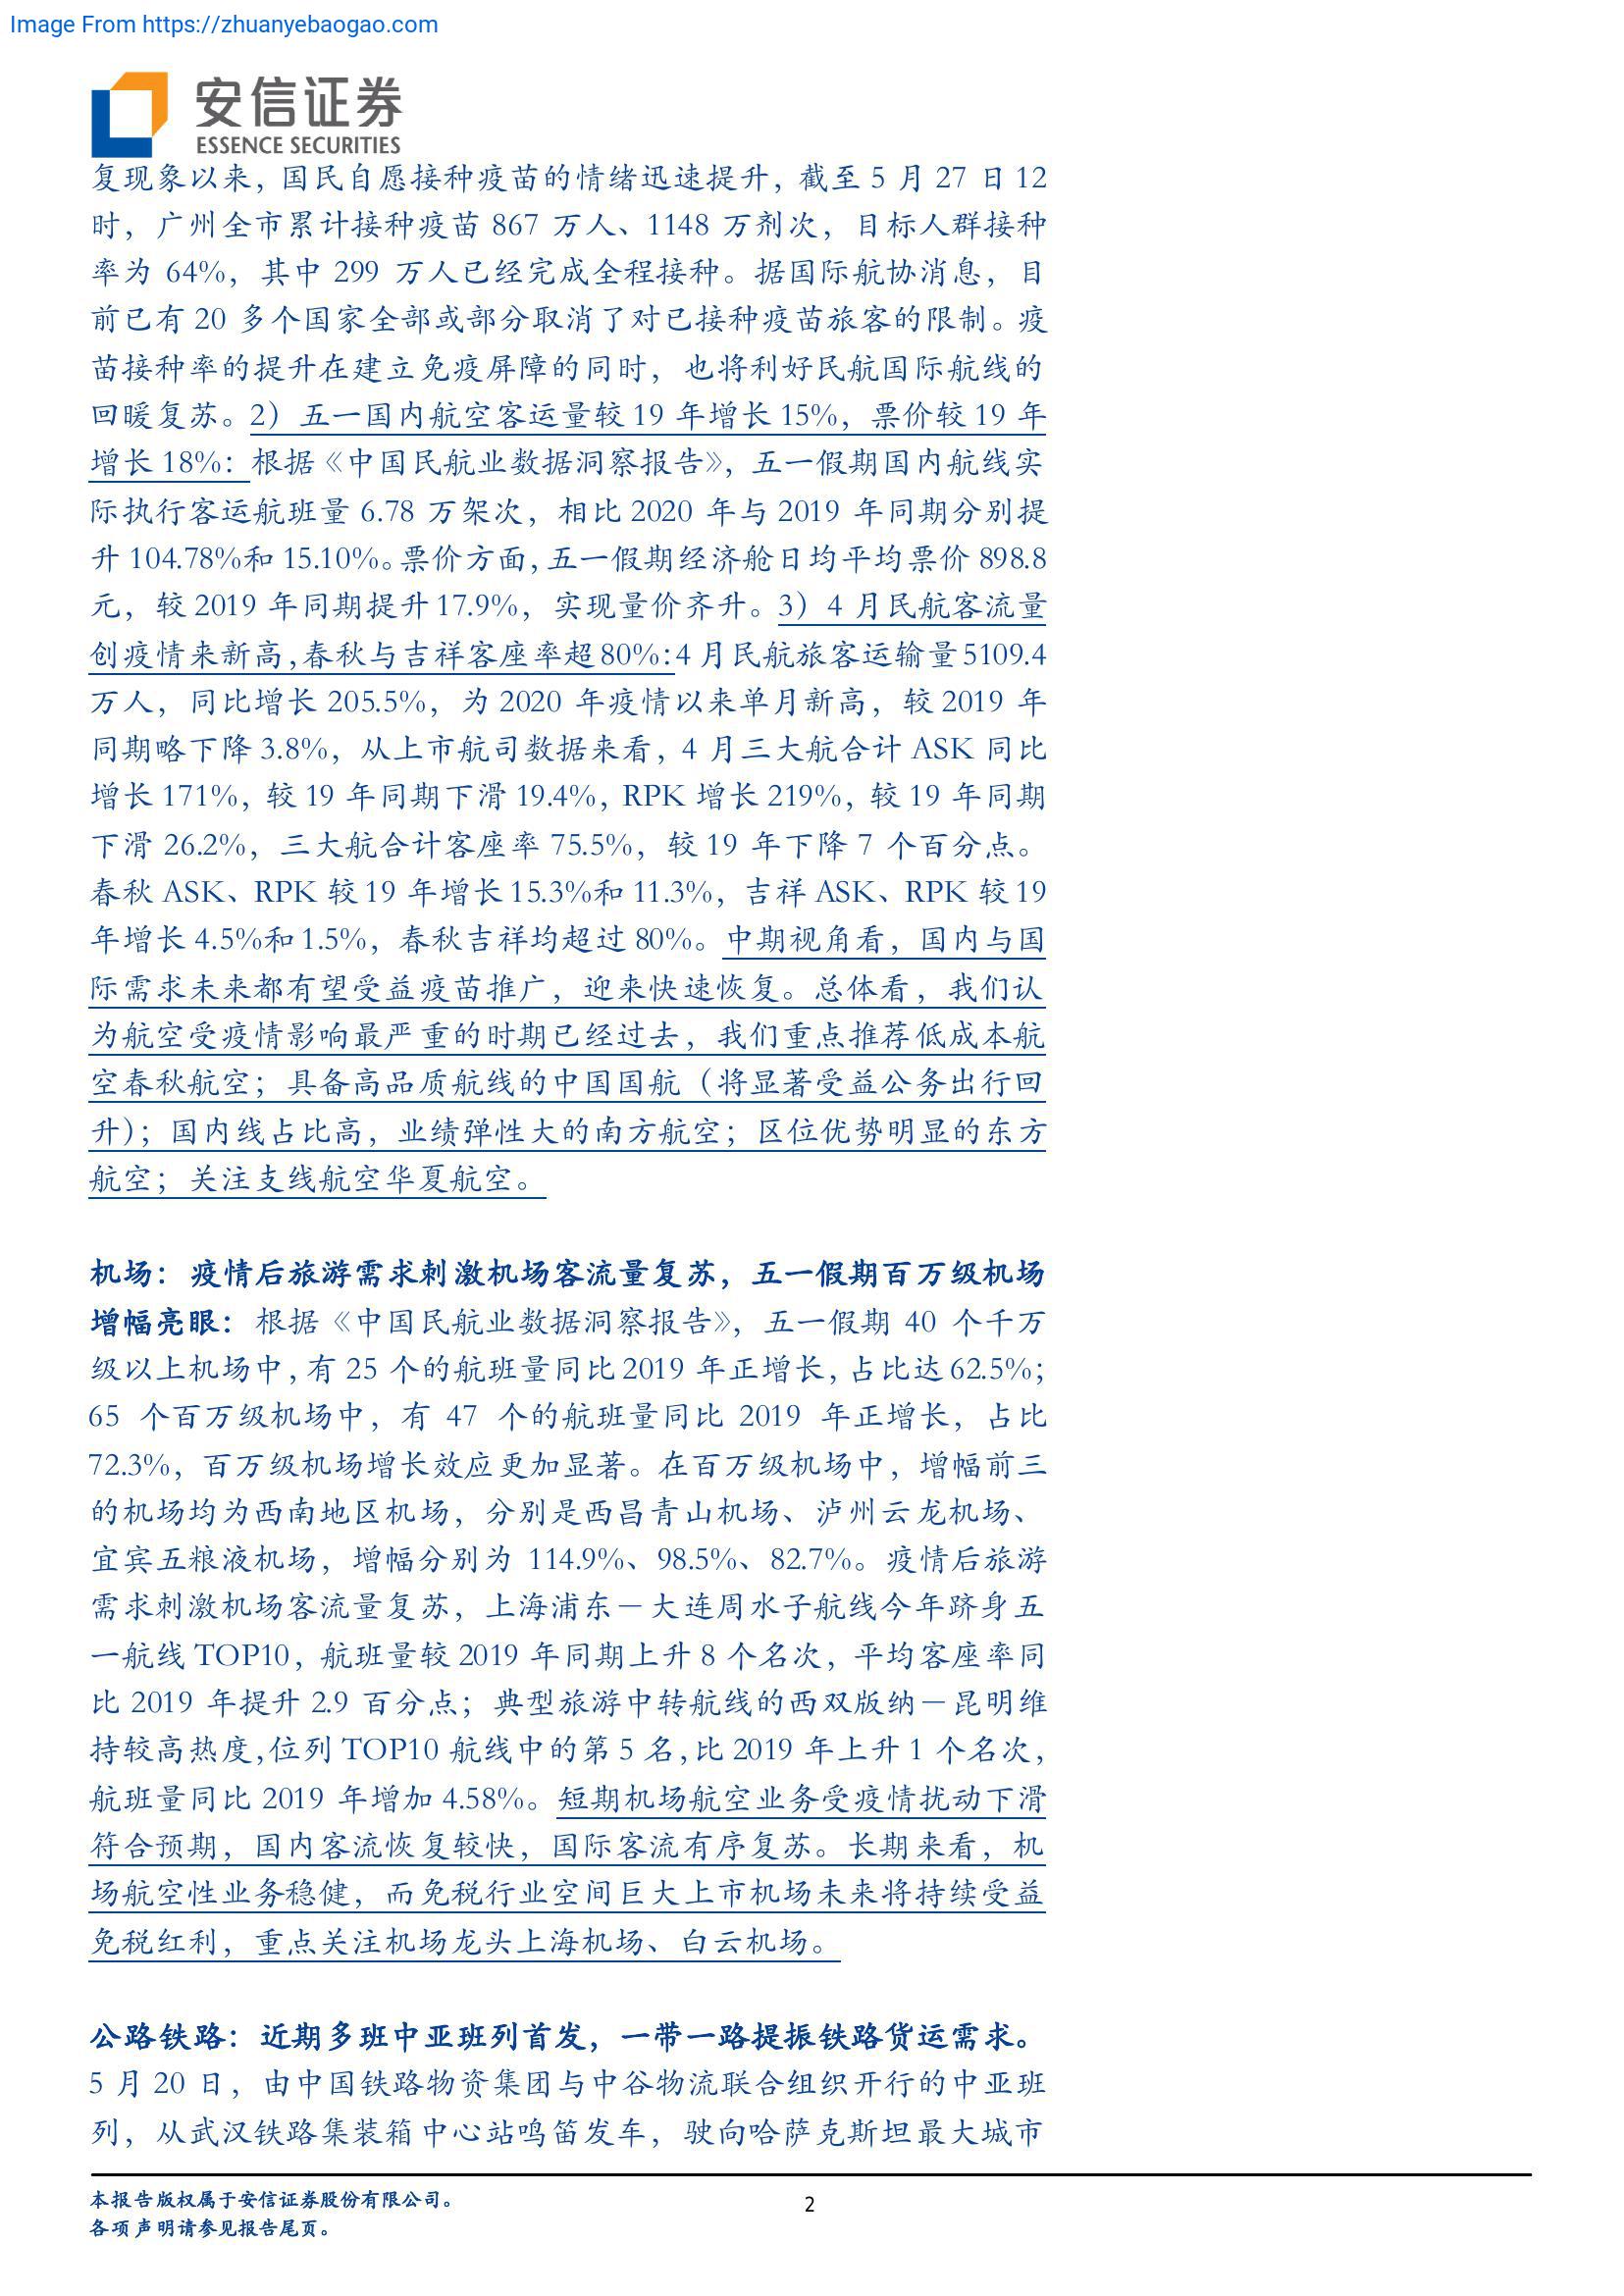 Image From https://zhuanyebaogao.com
安信证券
ESSENCE SECURITIES
复现象以来，国民自愿接种疫苗的情绪迅速提升，截至 5 月 27 日 12
时，广州全市累计接种疫苗 867 万人、1148 万剂次，目标人群接种
率为 64%，其中 299 万人已经完成全程接种。据国际航协消息，目
前已有 20 多个国家全部或部分取消了对已接种疫苗旅客的限制。疫
苗接种率的提升在建立免疫屏障的同时，也将利好民航国际航线的
回暖复苏。2）五一国内航空客运量较 19 年增长 15%，票价较 19 年
增长 18%：根据《中国民航业数据洞察报告》，五一假期国内航线实
际执行客运航班量 6.78 万架次，相比 2020 年与 2019 年同期分别提
升 104.78%和 15.10%。票价方面，五一假期经济舱日均平均票价 898.8
元，较 2019 年同期提升 17.9%，实现量价齐升。3）4 月民航客流量
创疫情来新高，春秋与吉祥客座率超 80%：4 月民航旅客运输量 5109.4
万人，同比增长 205.5%，为 2020 年疫情以来单月新高，较 2019 年
同期略下降 3.8%，从上市航司数据来看，4 月三大航合计 ASK 同比
增长 171%，较 19 年同期下滑 19.4%，RPK 增长 219%，较 19 年同期
下滑 26.2%，三大航合计客座率 75.5%，较 19 年下降 7 个百分点。
春秋 ASK、RPK 较 19 年增长 15.3%和 11.3%，吉祥 ASK、RPK 较 19
年增长 4.5%和 1.5%，春秋吉祥均超过 80%。中期视角看，国内与国
际需求未来都有望受益疫苗推广，迎来快速恢复。总体看，我们认
为航空受疫情影响最严重的时期已经过去，我们重点推荐低成本航
空春秋航空；具备高品质航线的中国国航（将显著受益公务出行回
升）；国内线占比高，业绩弹性大的南方航空；区位优势明显的东方
航空；关注支线航空华夏航空。
机场：疫情后旅游需求刺激机场客流量复苏，五一假期百万级机场
增幅亮眼：根据《中国民航业数据洞察报告》，五一假期 40 个千万
级以上机场中，有 25 个的航班量同比 2019 年正增长，占比达 62.5%；
65 个百万级机场中，有 47 个的航班量同比 2019 年正增长，占比
72.3%，百万级机场增长效应更加显著。在百万级机场中，增幅前三
的机场均为西南地区机场，分别是西昌青山机场、泸州云龙机场、
宜宾五粮液机场，增幅分别为 114.9%、98.5%、82.7%。疫情后旅游
需求刺激机场客流量复苏，上海浦东－大连周水子航线今年跻身五
一航线 TOP10，航班量较 2019 年同期上升 8 个名次，平均客座率同
比 2019 年提升 2.9 百分点；典型旅游中转航线的西双版纳－昆明维
持较高热度，位列 TOP10 航线中的第 5 名，比 2019 年上升 1 个名次，
航班量同比 2019 年增加 4.58%。短期机场航空业务受疫情扰动下滑
符合预期，国内客流恢复较快，国际客流有序复苏。长期来看，机
场航空性业务稳健，而免税行业空间巨大上市机场未来将持续受益
免税红利，重点关注机场龙头上海机场、白云机场。
公路铁路：近期多班中亚班列首发，一带一路提振铁路货运需求。
5 月 20 日，由中国铁路物资集团与中谷物流联合组织开行的中亚班
列，从武汉铁路集装箱中心站鸣笛发车，驶向哈萨克斯坦最大城市
本报告版权属于安信证券股份有限公司。
各项声明请参见报告尾页。
2